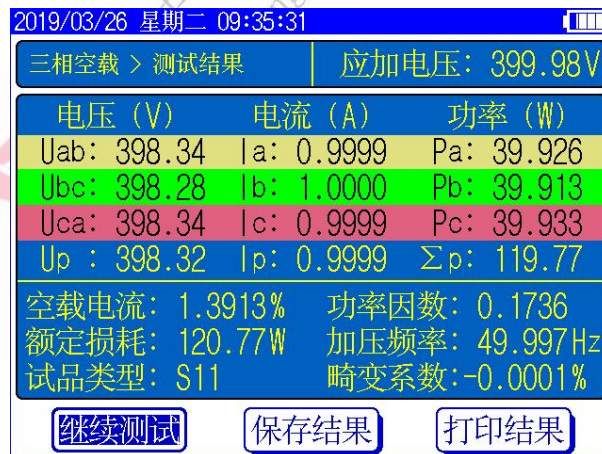 2019/03/26 星期二 09:35:31
三相空载 > 测试结果 应加电压: 399.98V
电压 (V) 电流 (A) 功率 (W)
Uab: 398.34 Ia: 0.9999 Pa: 39.926
Ubc: 398.28 Ib: 1.0000 Pb: 39.913
Uca: 398.34 Ic: 0.9999 Pc: 39.933
Up : 398.32 Ip: 0.9999 Σp: 119.77
空载电流: 1.3913% 功率因数: 0.1736
额定损耗: 120.77W 加压频率: 49.997Hz
试品类型: S11 畸变系数:-0.0001%
继续测试 保存结果 打印结果